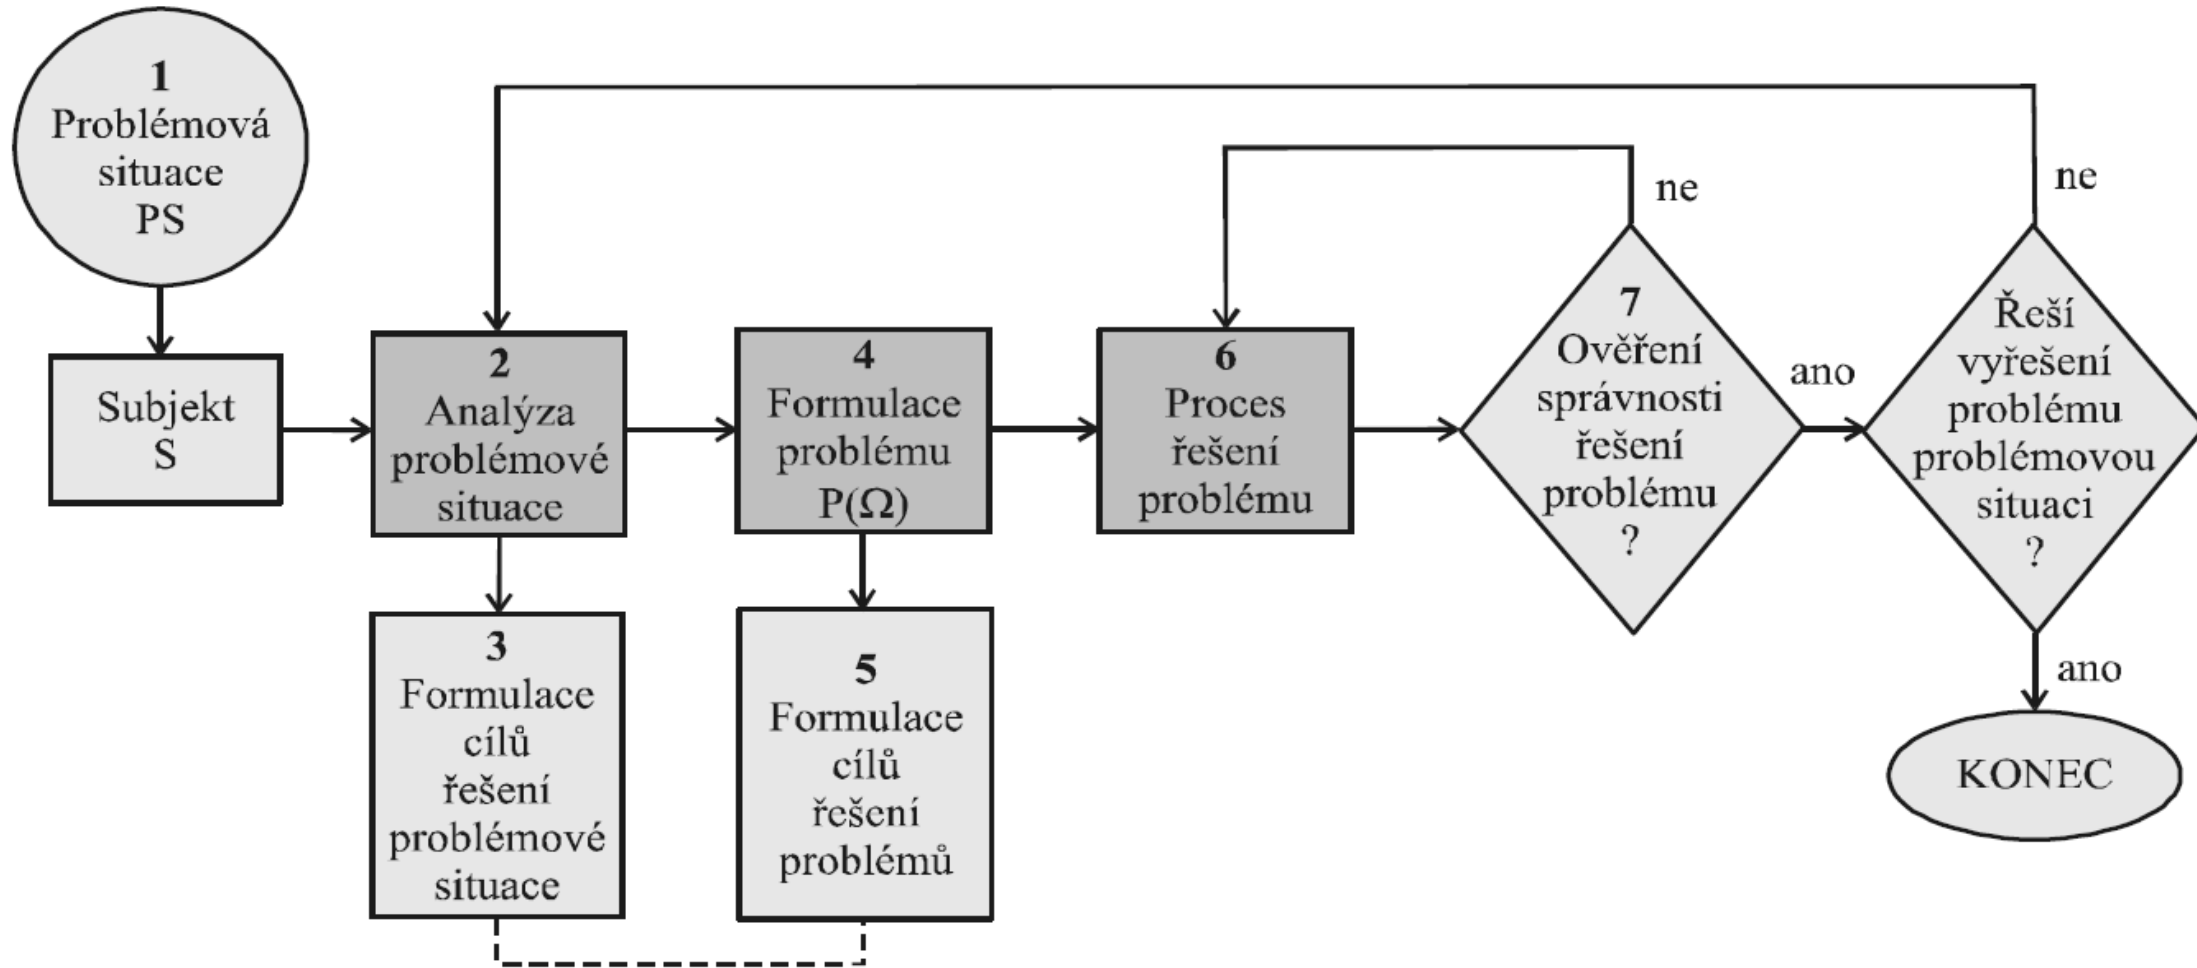 1
Problémová
situace
PS
Subjekt
S
2
Analýza
problémové
situace
3
Formulace
cílů
řešení
problémové
situace
4
Formulace
problému
P(Ω)
5
Formulace
cílů
řešení
problémů
6
Proces
řešení
problému
7
Ověření
správnosti
řešení
problému
?
ne
ano
Řeší
vyřešení
problému
problémovou
situaci
?
ne
ano
KONEC